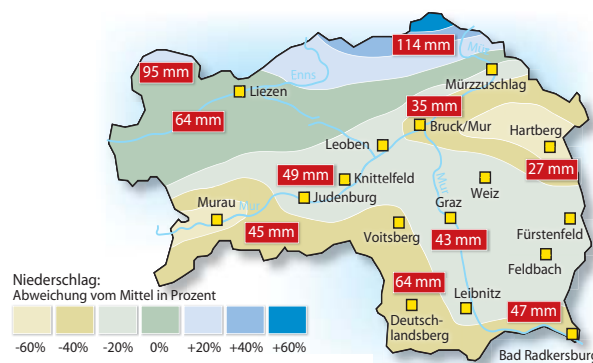 114 mm
Mür
95 mm
Enns
Mürzzuschlag
Liezen
35 mm
64 mm
Bruck/Mur
Hartberg
Leoben
49 mm
Knittelfeld
27 mm
Mur
Weiz
Murau
Mur
Judenburg
Graz
45 mm
Voitsberg
43 mm
Fürstenfeld
Feldbach
Niederschlag:
Abweichung vom Mittel in Prozent
64 mm
Leibnitz
47 mm
Deutsch-
landsberg
-60% -40% -20% 0% +20% +40% +60%
Bad Radkersburg